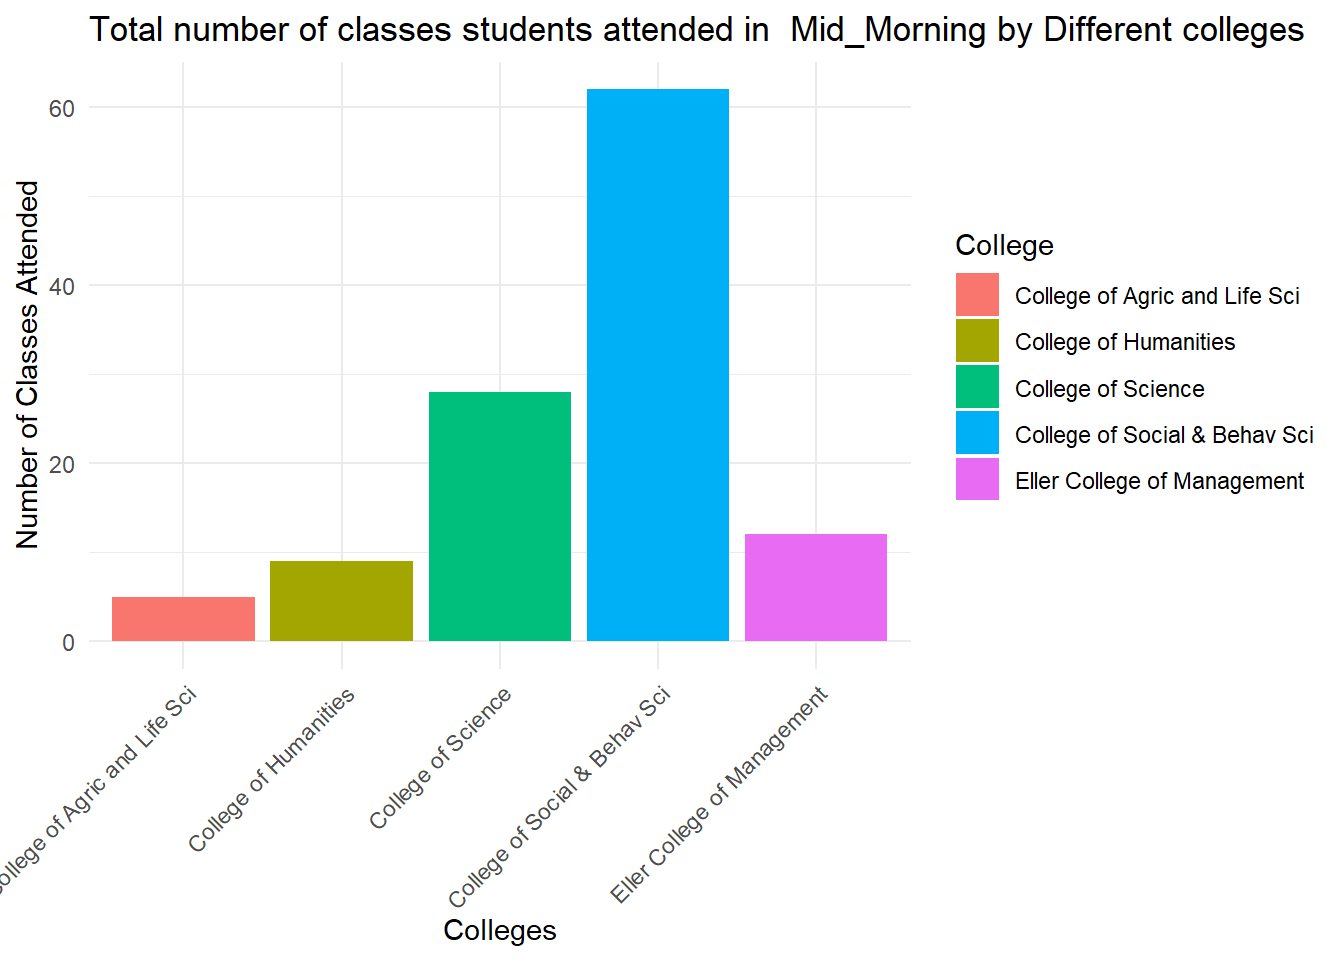 Total number of classes students attended in  Mid_Morning by Different colleges
Number of Classes Attended
60
40
20
0
College of Agric and Life Sci
College of Humanities
College of Science
College of Social & Behav Sci
Eller College of Management
Colleges
College
College of Agric and Life Sci
College of Humanities
College of Science
College of Social & Behav Sci
Eller College of Management